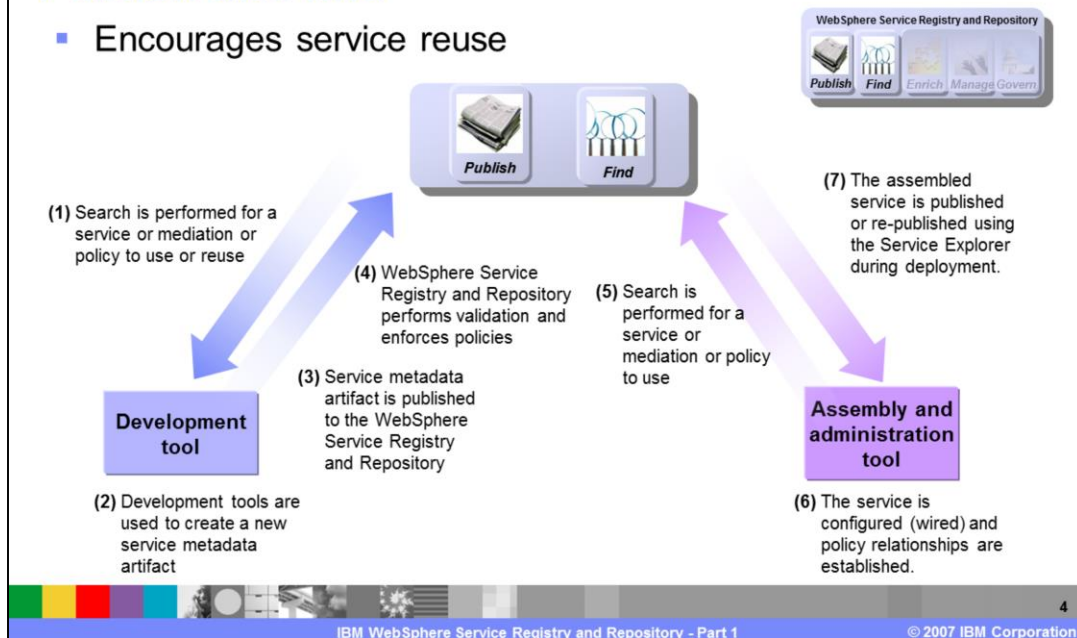 Encourages service reuse
WebSphere Service Registry and Repository
Publish
Find
Enrich
Manage
Govern
Publish
Find
(1) Search is performed for a
service or mediation or
policy to use or reuse
(4) WebSphere Service
Registry and Repository
performs validation and
enforces policies
(3) Service metadata
artifact is published
to the WebSphere
Service Registry
and Repository
Development
tool
(2) Development tools are
used to create a new
service metadata
artifact
(5) Search is
performed for a
service or
mediation or policy
to use
(7) The assembled
service is published
or re-published using
the Service Explorer
during deployment.
Assembly and
administration
tool
(6) The service is
configured (wired) and
policy relationships are
established.
4
IBM WebSphere Service Registry and Repository - Part 1
© 2007 IBM Corporation